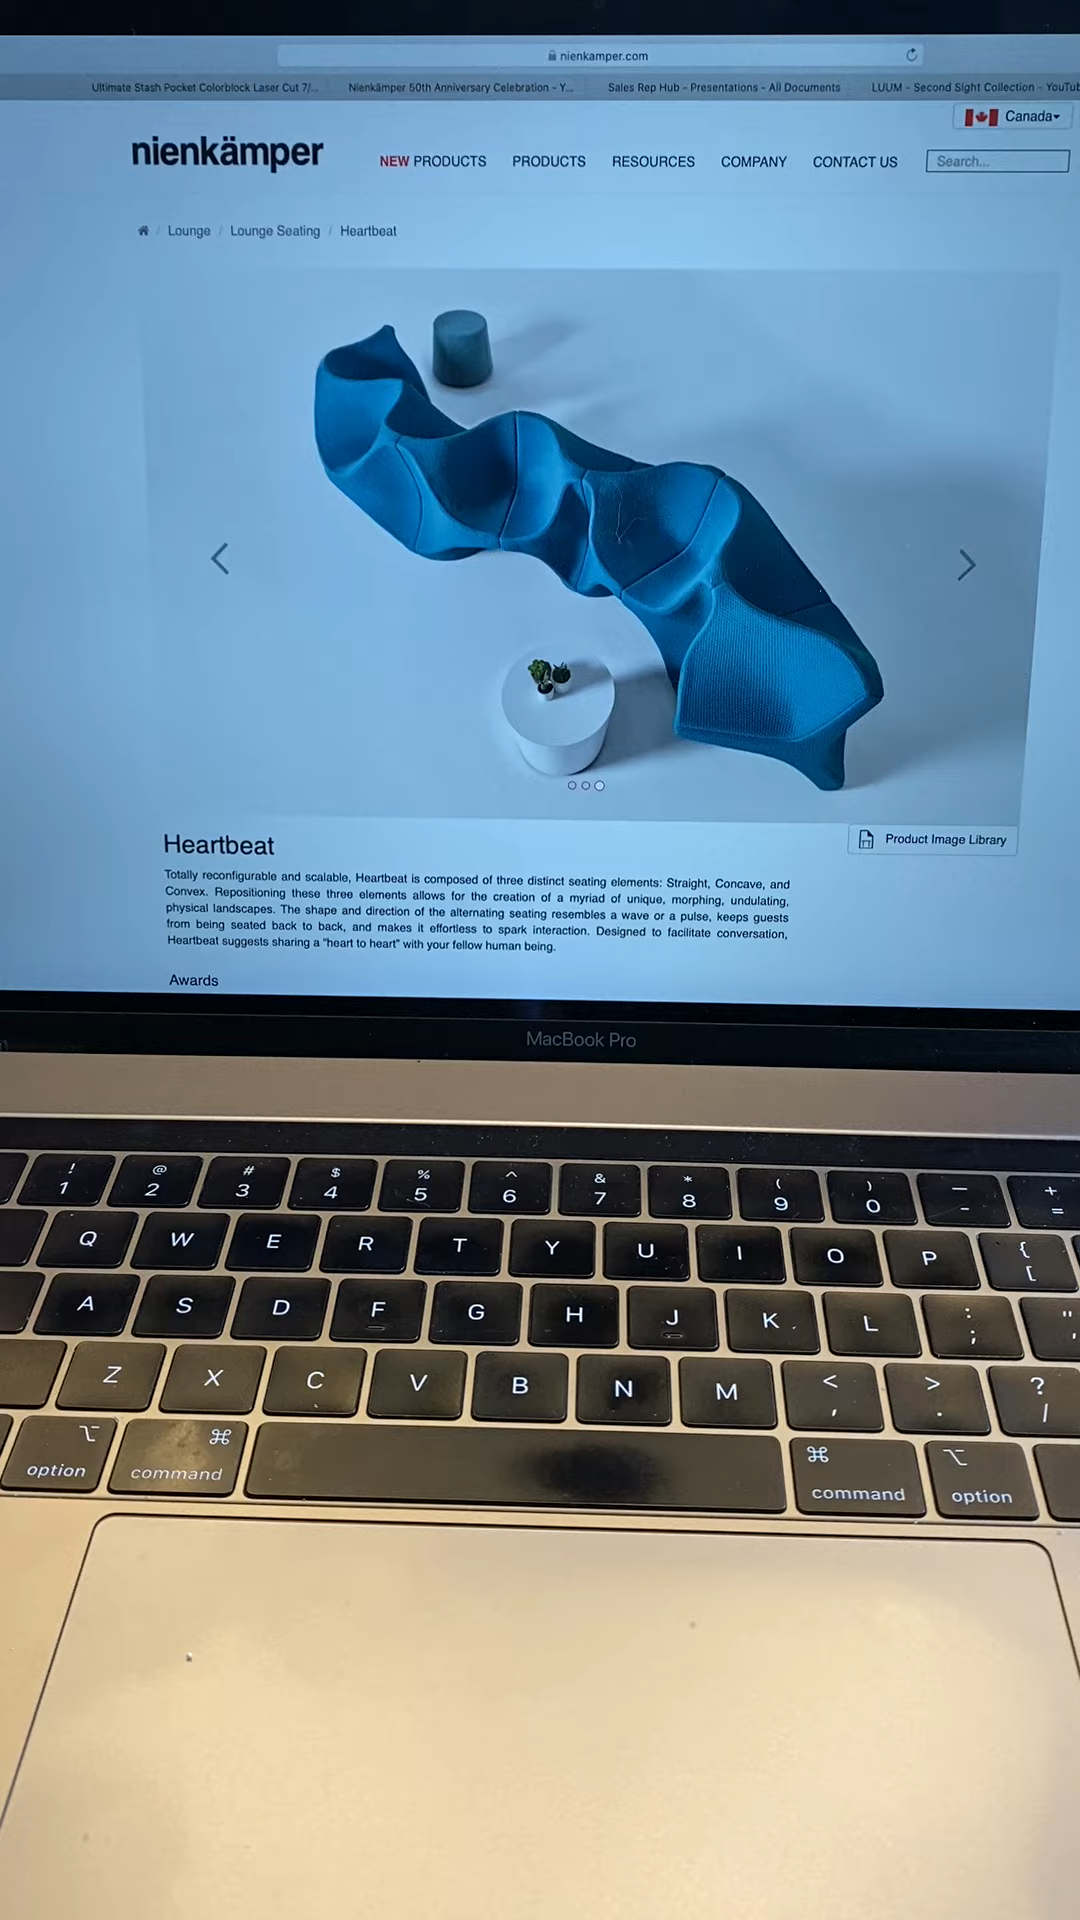 nienkamper.com
Ultimate Stash Pocket Colorblock Laser Cut 7/... Nienkämper 50th Anniversary Celebration - Y... Sales Rep Hub - Presentations - All Documents LUUM - Second Sight Collection - YouTub
Canada
nienkämper
NEW PRODUCTS PRODUCTS RESOURCES COMPANY CONTACT US Search...
/ Lounge / Lounge Seating / Heartbeat
Heartbeat
Product Image Library
Totally reconfigurable and scalable, Heartbeat is composed of three distinct seating elements: Straight, Concave, and
Convex. Repositioning these three elements allows for the creation of a myriad of unique, morphing, undulating,
physical landscapes. The shape and direction of the alternating seating resembles a wave or a pulse, keeps guests
from being seated back to back, and makes it effortless to spark interaction. Designed to facilitate conversation,
Heartbeat suggests sharing a "heart to heart" with your fellow human being.
Awards
MacBook Pro
! @ # $ % ^ & * ( ) — +
1 2 3 4 5 6 7 8 9 0 - =
Q W E R T Y U I O P { [
A S D F G H J K L : ; " '
Z X C V B N M < , > . ? /
⌥ ⌘ ⌘ ⌥
option command command option